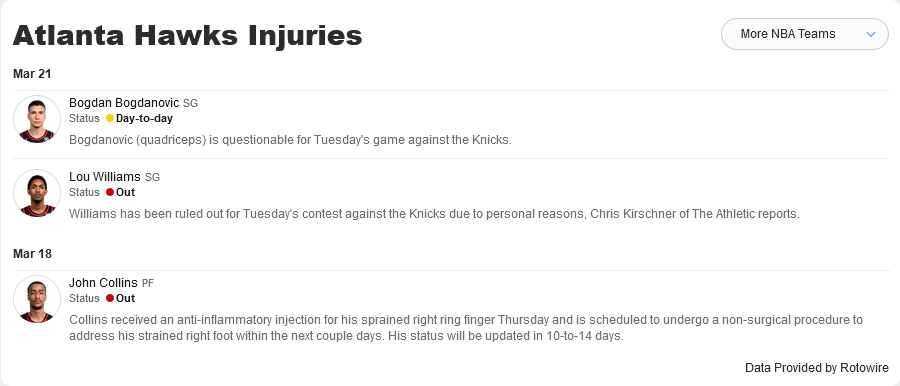 Atlanta Hawks Injuries
More NBA Teams
Mar 21
Bogdan Bogdanovic SG
Status Day-to-day
Bogdanovic (quadriceps) is questionable for Tuesday's game against the Knicks.
Lou Williams SG
Status Out
Williams has been ruled out for Tuesday's contest against the Knicks due to personal reasons, Chris Kirschner of The Athletic reports.
Mar 18
John Collins PF
Status Out
Collins received an anti-inflammatory injection for his sprained right ring finger Thursday and is scheduled to undergo a non-surgical procedure to
address his strained right foot within the next couple days. His status will be updated in 10-to-14 days.
Data Provided by Rotowire